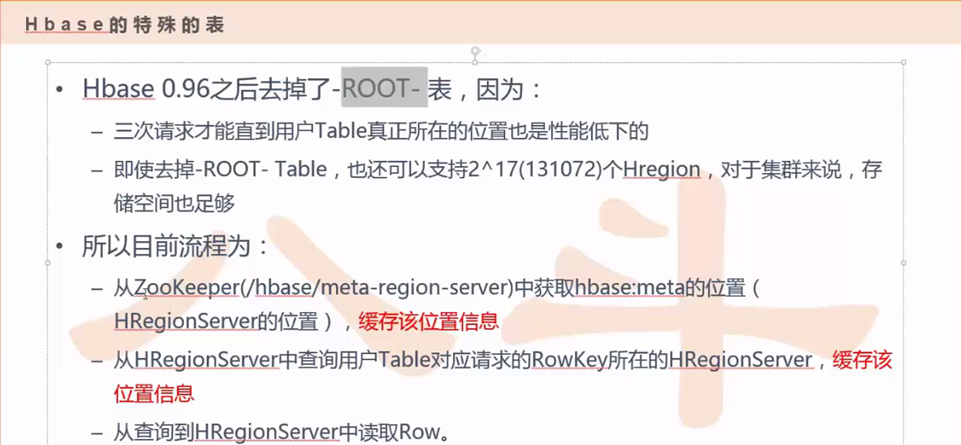 Hbase的特殊的表
• Hbase 0.96之后去掉了-ROOT- 表，因为：
– 三次请求才能直到用户Table真正所在的位置也是性能低下的
– 即使去掉-ROOT- Table，也还可以支持2^17(131072)个Hregion，对于集群来说，存
储空间也足够
• 所以目前流程为：
– 从ZooKeeper(/hbase/meta-region-server)中获取hbase:meta的位置（
HRegionServer的位置），缓存该位置信息
– 从HRegionServer中查询用户Table对应请求的RowKey所在的HRegionServer，缓存该
位置信息
– 从查询到HRegionServer中读取Row。
八斗